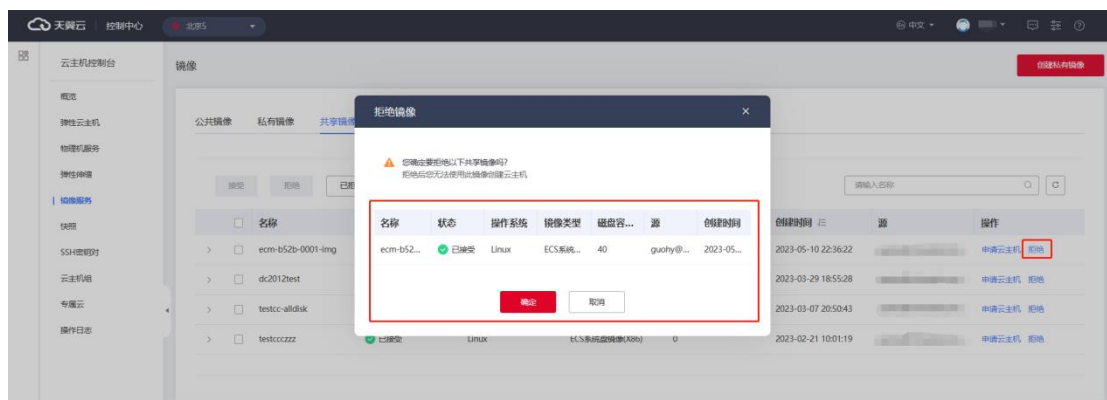 天翼云 控制中心 北京5 中文
云主机控制台
概览
弹性云主机
物理机服务
弹性伸缩
镜像服务
快照
SSH密钥对
云主机组
专属云
操作日志
镜像 创建私有镜像
公共镜像 私有镜像 共享镜像
接受 拒绝 已拒 请输入名称
名称 创建时间 源 操作
ecm-b52b-0001-img 2023-05-10 22:36:22 申请云主机 拒绝
dc2012test 2023-03-29 18:55:28 申请云主机 拒绝
testcc-alldisk 2023-03-07 20:50:43 申请云主机 拒绝
testccczzz 已接受 Linux ECS系统盘镜像(X86) 0 2023-02-21 10:01:19 申请云主机 拒绝
拒绝镜像
您确定要拒绝以下共享镜像吗?
拒绝后您无法使用此镜像创建云主机
名称 状态 操作系统 镜像类型 磁盘容... 源 创建时间
ecm-b52... 已接受 Linux ECS系统... 40 guohy@... 2023-05...
确定 取消